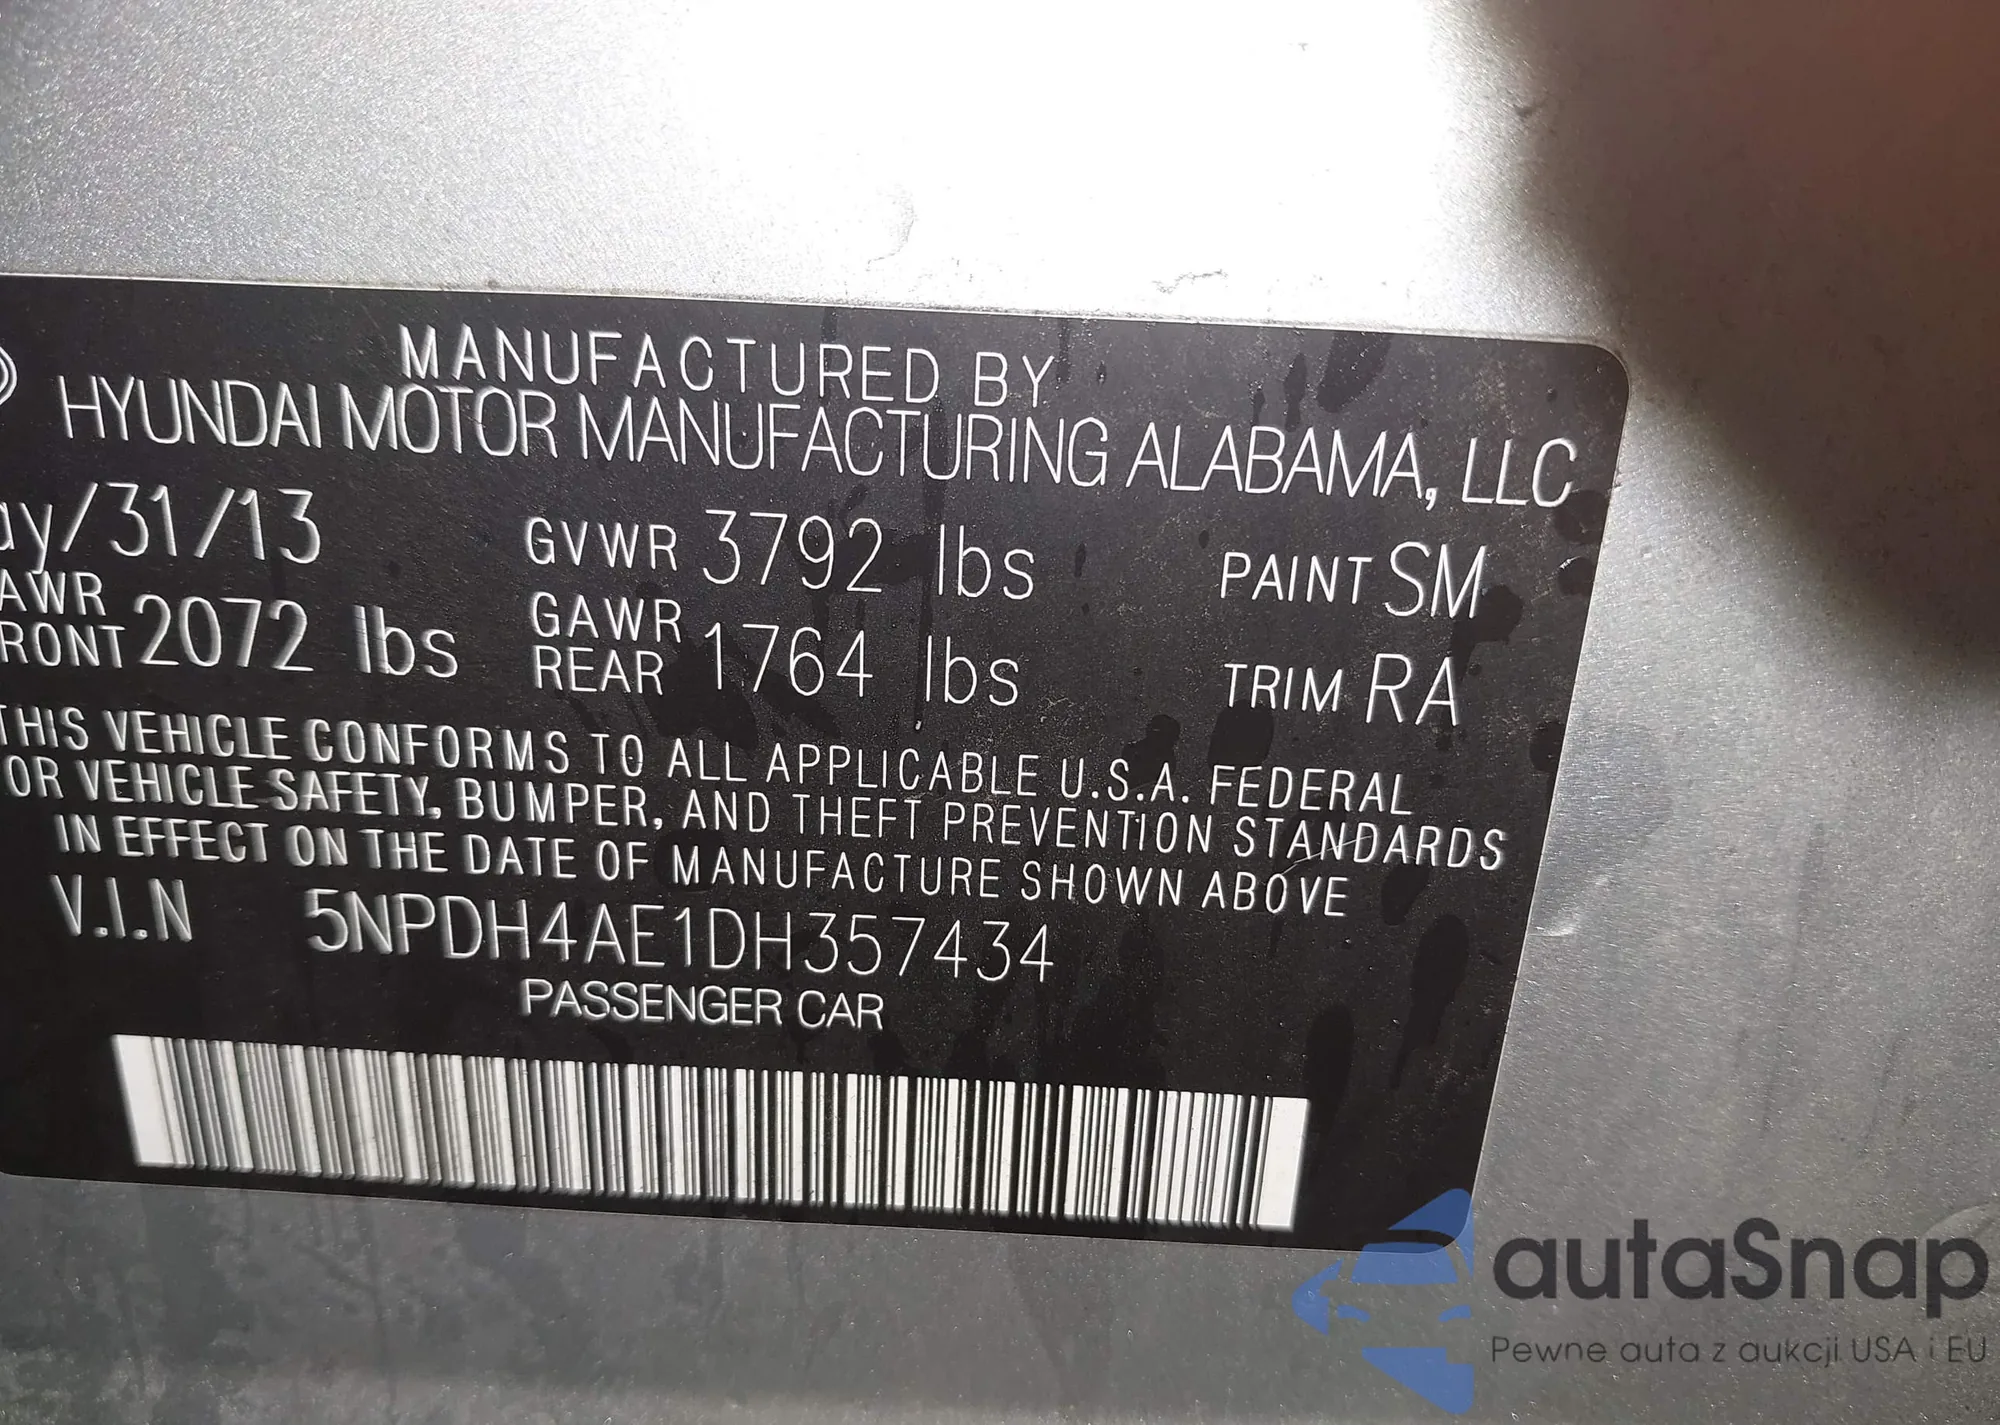 MANUFACTURED BY
HYUNDAI MOTOR MANUFACTURING ALABAMA, LLC
ay/31/13 GVWR 3792 lbs PAINT SM
AWR RONT 2072 lbs GAWR REAR 1764 lbs TRIM RA
THIS VEHICLE CONFORMS TO ALL APPLICABLE U.S.A. FEDERAL
OR VEHICLE SAFETY, BUMPER, AND THEFT PREVENTION STANDARDS
IN EFFECT ON THE DATE OF MANUFACTURE SHOWN ABOVE
V.I.N 5NPDH4AE1DH357434
PASSENGER CAR
autaSnap
Pewne auta z aukcji USA i EU